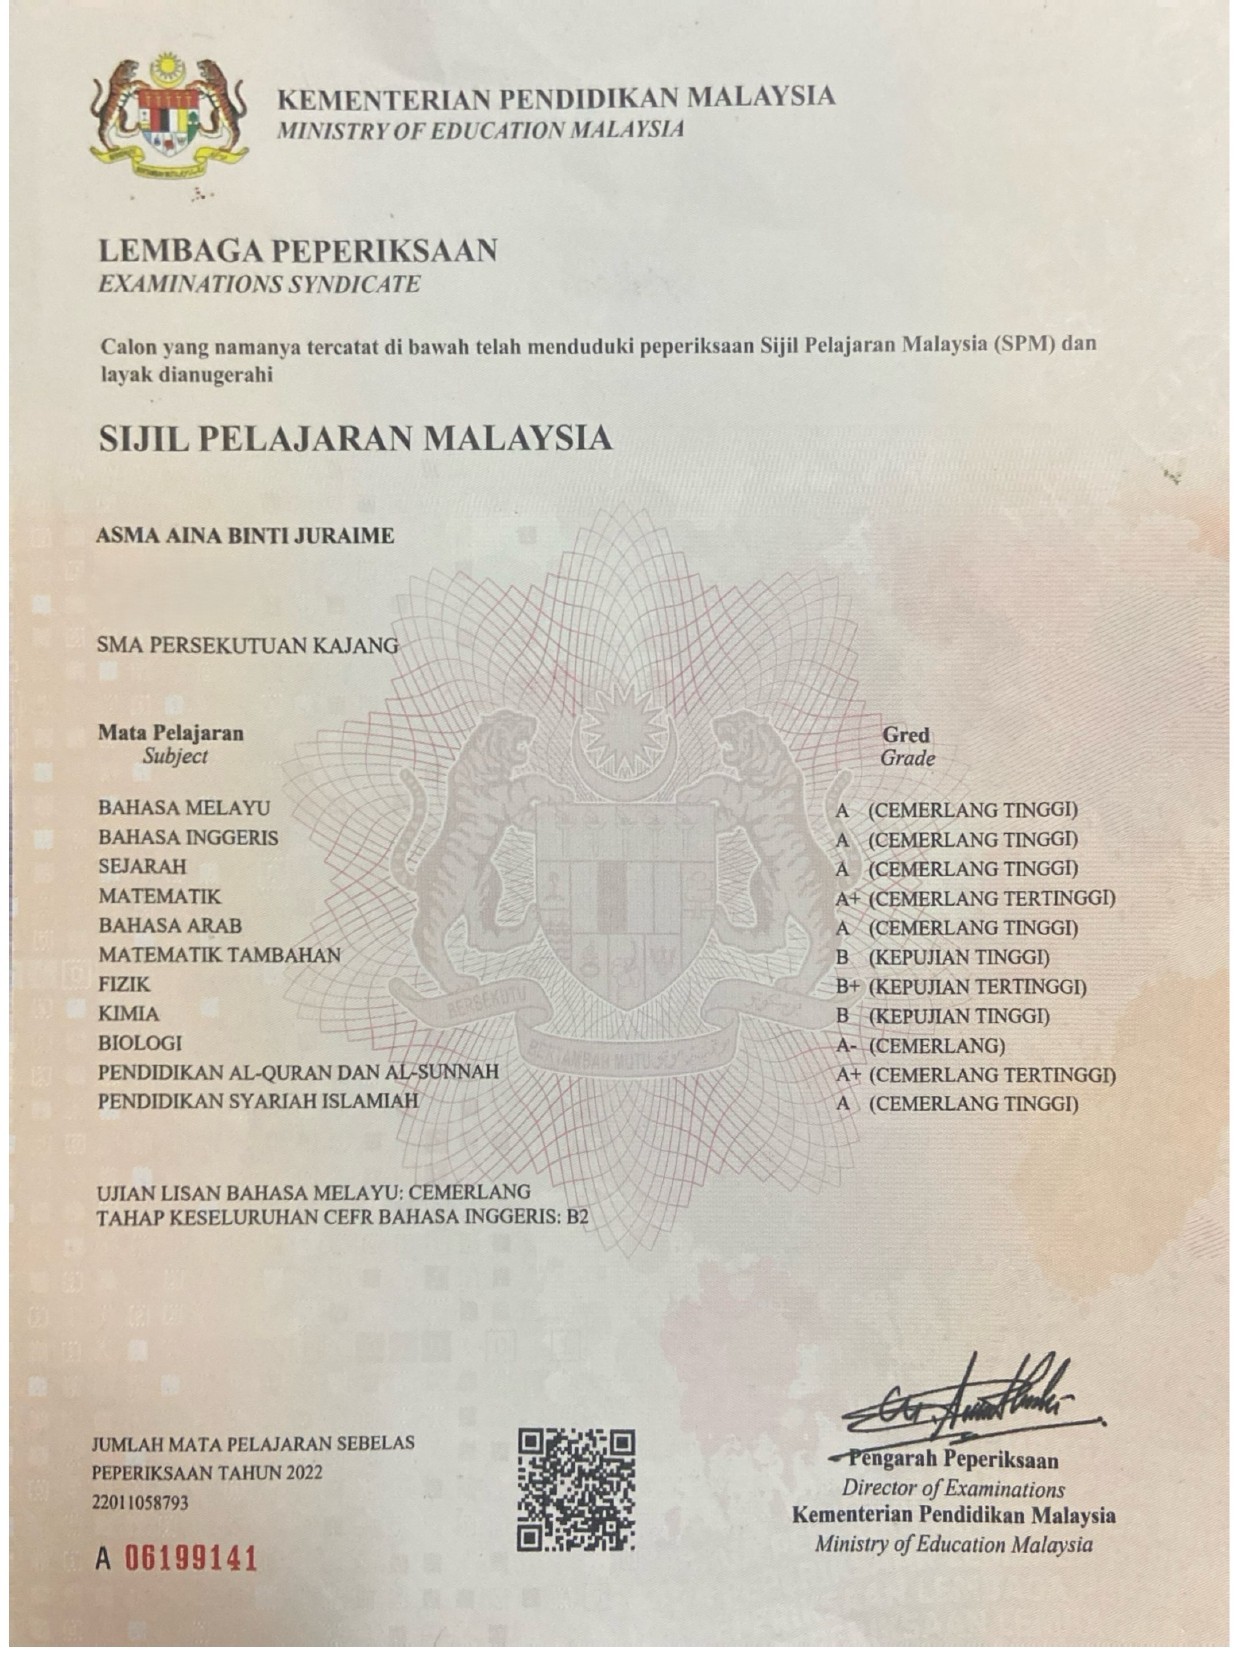 KEMENTERIAN PENDIDIKAN MALAYSIA
MINISTRY OF EDUCATION MALAYSIA
LEMBAGA PEPERIKSAAN
EXAMINATIONS SYNDICATE
Calon yang namanya tercatat di bawah telah menduduki peperiksaan Sijil Pelajaran Malaysia (SPM) dan
layak dianugerahi
SIJIL PELAJARAN MALAYSIA
ASMA AINA BINTI JURAIME
SMA PERSEKUTUAN KAJANG
Mata Pelajaran Gred
Subject Grade
BAHASA MELAYU A (CEMERLANG TINGGI)
BAHASA INGGERIS A (CEMERLANG TINGGI)
SEJARAH A (CEMERLANG TINGGI)
MATEMATIK A+ (CEMERLANG TERTINGGI)
BAHASA ARAB A (CEMERLANG TINGGI)
MATEMATIK TAMBAHAN B (KEPUJIAN TINGGI)
FIZIK B+ (KEPUJIAN TERTINGGI)
KIMIA B (KEPUJIAN TINGGI)
BIOLOGI A- (CEMERLANG)
PENDIDIKAN AL-QURAN DAN AL-SUNNAH A+ (CEMERLANG TERTINGGI)
PENDIDIKAN SYARIAH ISLAMIAH A (CEMERLANG TINGGI)
BERSEKUTU
BERTAMBAH MUTU
UJIAN LISAN BAHASA MELAYU: CEMERLANG
TAHAP KESELURUHAN CEFR BAHASA INGGERIS: B2
JUMLAH MATA PELAJARAN SEBELAS
PEPERIKSAAN TAHUN 2022
22011058793
A 06199141
Pengarah Peperiksaan
Director of Examinations
Kementerian Pendidikan Malaysia
Ministry of Education Malaysia